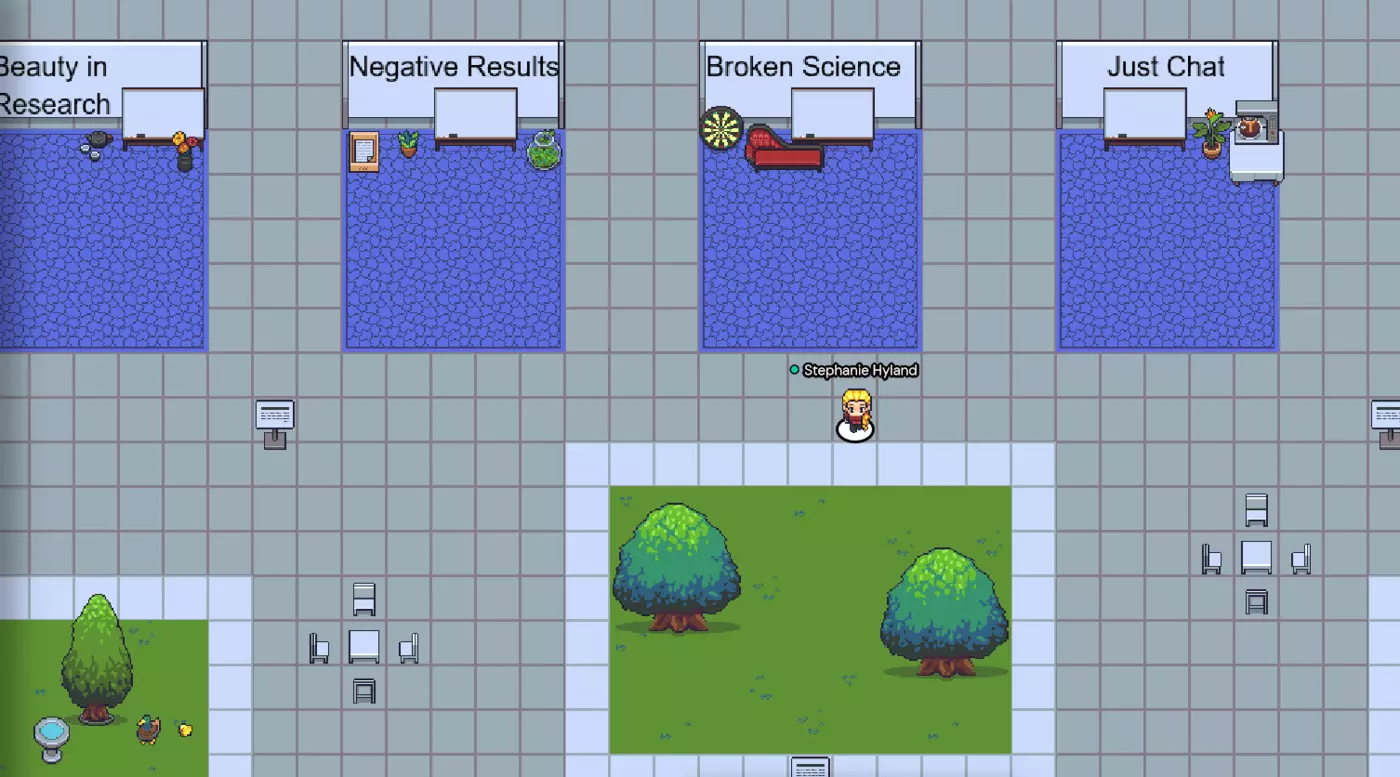 Beauty in
Research
Negative Results
Broken Science
Just Chat
Stephanie Hyland